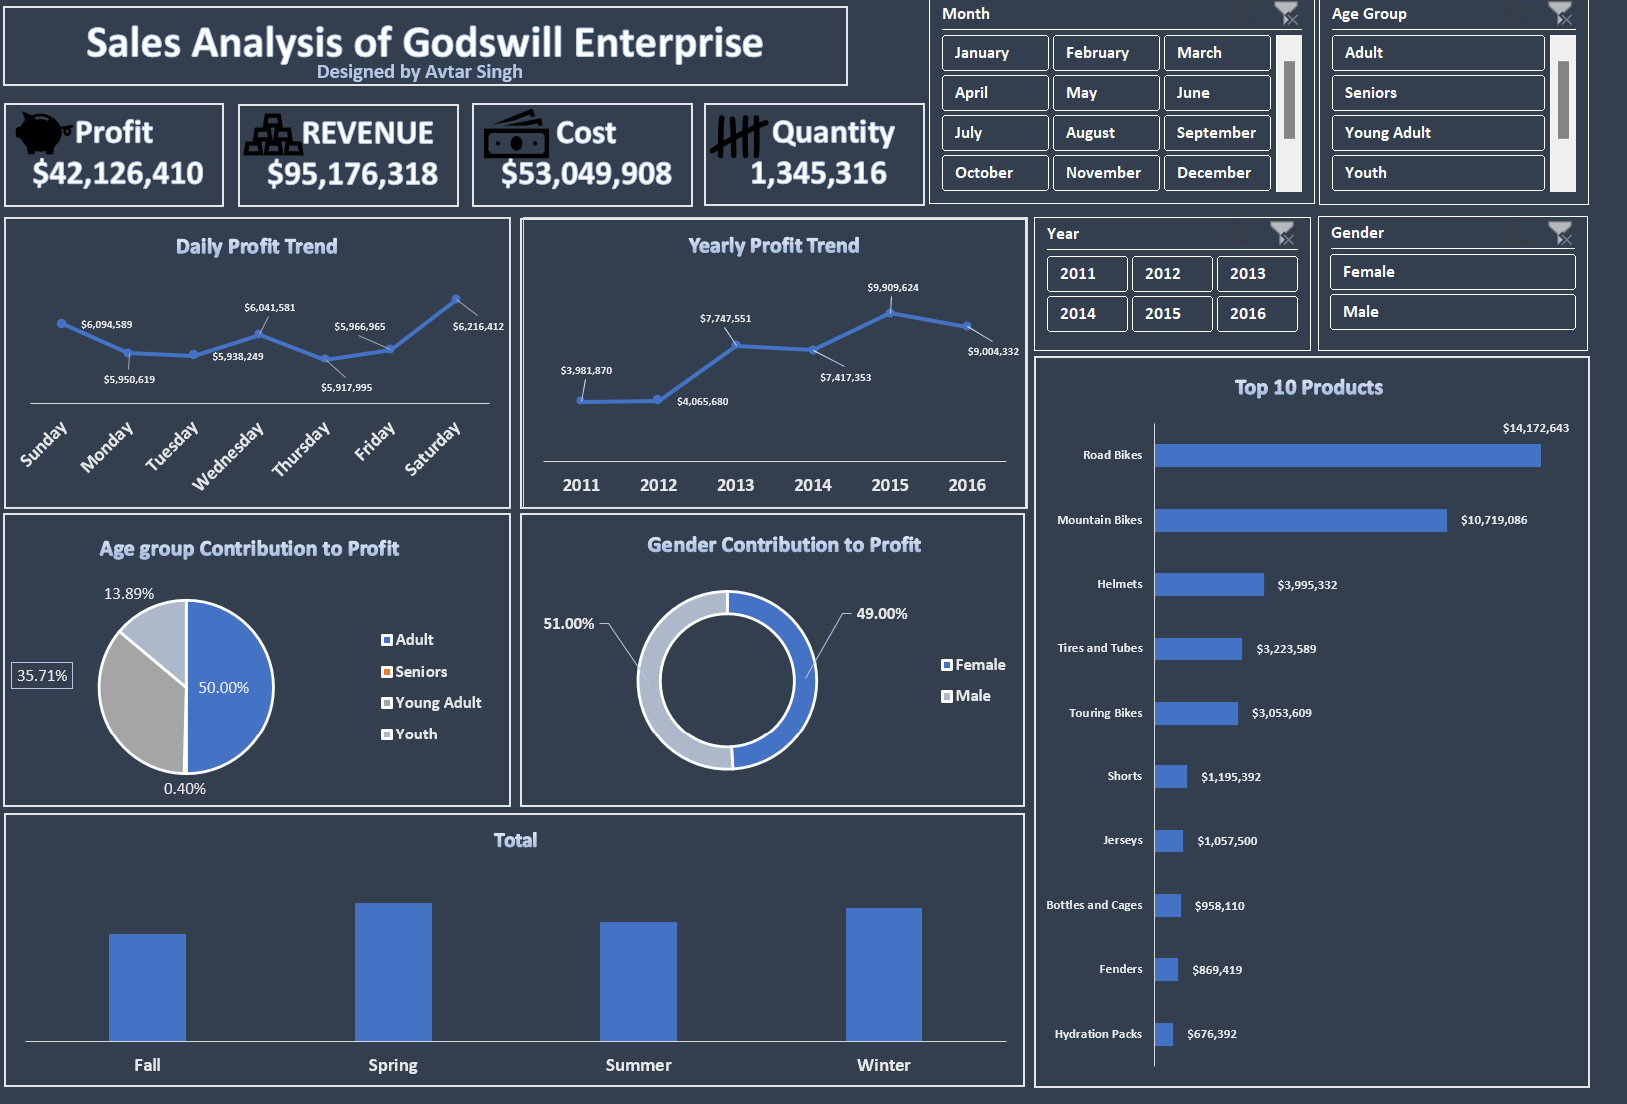 Sales Analysis of Godswill Enterprise
Designed by Avtar Singh
Profit
$42,126,410
REVENUE
$95,176,318
Cost
$53,049,908
Quantity
1,345,316
Month
January February March
April May June
July August September
October November December
Age Group
Adult
Seniors
Young Adult
Youth
Year
2011 2012 2013
2014 2015 2016
Gender
Female
Male
Daily Profit Trend
$6,094,589
$5,950,619
$5,938,249
$6,041,581
$5,917,995
$5,966,965
$6,216,412
Sunday Monday Tuesday Wednesday Thursday Friday Saturday
Yearly Profit Trend
$3,981,870
$4,065,680
$7,747,551
$7,417,353
$9,909,624
$9,004,332
2011 2012 2013 2014 2015 2016
Top 10 Products
$14,172,643
Road Bikes
Mountain Bikes $10,719,086
Helmets $3,995,332
Tires and Tubes $3,223,589
Touring Bikes $3,053,609
Shorts $1,195,392
Jerseys $1,057,500
Bottles and Cages $958,110
Fenders $869,419
Hydration Packs $676,392
Age group Contribution to Profit
13.89%
35.71%
50.00%
0.40%
Adult
Seniors
Young Adult
Youth
Gender Contribution to Profit
51.00%
49.00%
Female
Male
Total
Fall Spring Summer Winter